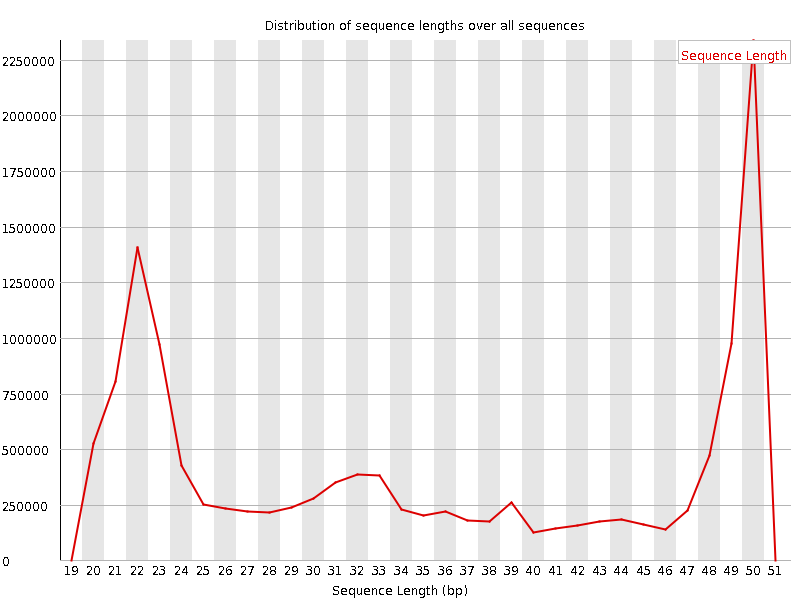 Distribution of sequence lengths over all sequences
Sequence Length
2250000
2000000
1750000
1500000
1250000
1000000
750000
500000
250000
0
19 20 21 22 23 24 25 26 27 28 29 30 31 32 33 34 35 36 37 38 39 40 41 42 43 44 45 46 47 48 49 50 51
Sequence Length (bp)